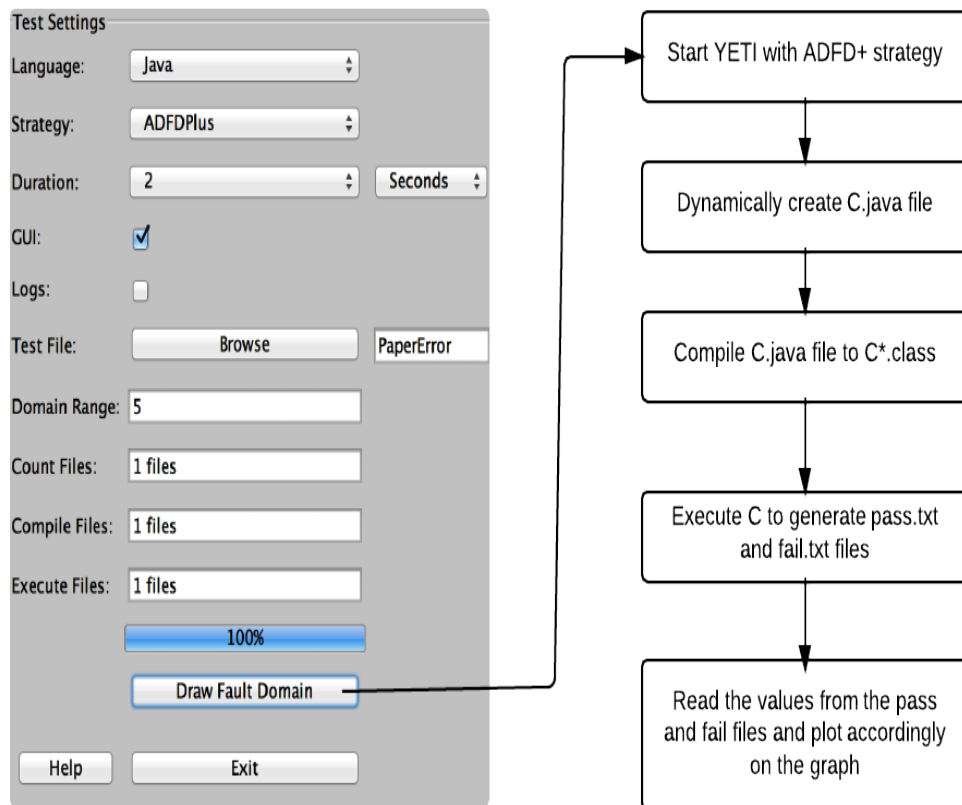 Test Settings
Language: Java
Strategy: ADFDPlus
Duration: 2 Seconds
GUI:
Logs:
Test File: Browse PaperError
Domain Range: 5
Count Files: 1 files
Compile Files: 1 files
Execute Files: 1 files
100%
Draw Fault Domain
Help Exit
Start YETI with ADFD+ strategy
Dynamically create C.java file
Compile C.java file to C*.class
Execute C to generate pass.txt
and fail.txt files
Read the values from the pass
and fail files and plot accordingly
on the graph